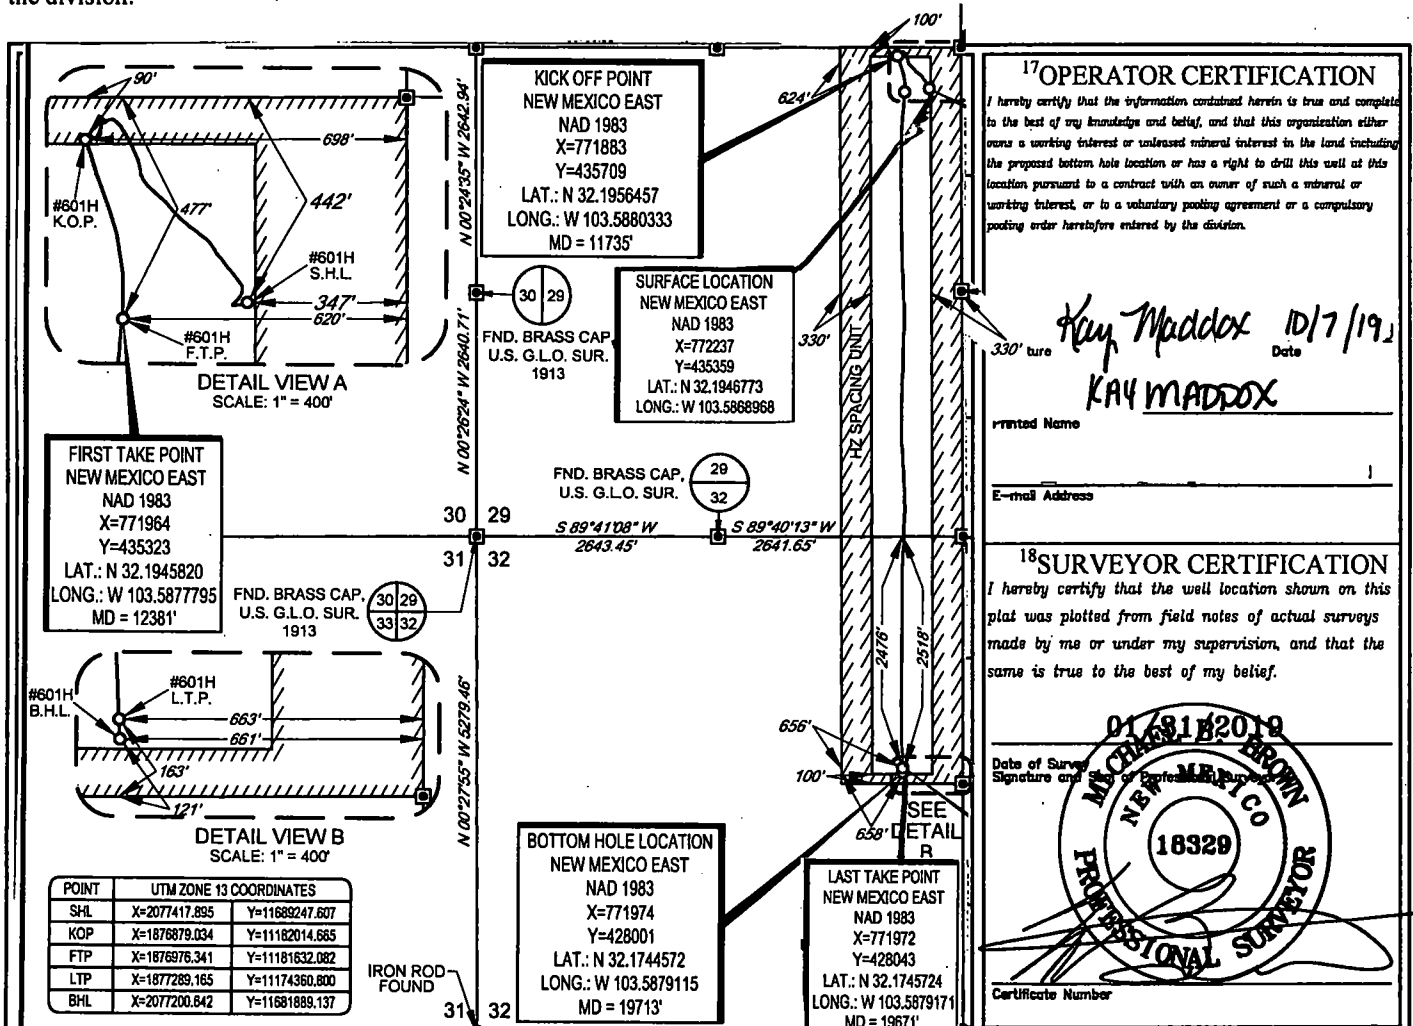 the division.
100'
90'
698'
#601H
K.O.P.
477'
442'
#601H
S.H.L.
347'
620'
#601H
F.T.P.
DETAIL VIEW A
SCALE: 1" = 400'
KICK OFF POINT
NEW MEXICO EAST
NAD 1983
X=771883
Y=435709
LAT.: N 32.1956457
LONG.: W 103.5880333
MD = 11735'
N 00°24'35" W 2642.94'
624'
30 29
FND. BRASS CAP,
U.S. G.L.O. SUR.
1913
SURFACE LOCATION
NEW MEXICO EAST
NAD 1983
X=772237
Y=435359
LAT.: N 32.1946773
LONG.: W 103.5868968
330'
330'
HZ SPACING UNIT
N 00°26'24" W 2640.71'
FIRST TAKE POINT
NEW MEXICO EAST
NAD 1983
X=771964
Y=435323
LAT.: N 32.1945820
LONG.: W 103.5877795
MD = 12381'
FND. BRASS CAP,
U.S. G.L.O. SUR.
29
32
30 29
31 32
S 89°41'08" W
2643.45'
S 89°40'13" W
2641.65'
FND. BRASS CAP,
U.S. G.L.O. SUR.
1913
30 29
33 32
#601H
B.H.L.
#601H
L.T.P.
663'
661'
163'
121'
DETAIL VIEW B
SCALE: 1" = 400'
N 00°27'55" W 5279.46'
2476'
2518'
656'
100'
658'
SEE
DETAIL
B
BOTTOM HOLE LOCATION
NEW MEXICO EAST
NAD 1983
X=771974
Y=428001
LAT.: N 32.1744572
LONG.: W 103.5879115
MD = 19713'
LAST TAKE POINT
NEW MEXICO EAST
NAD 1983
X=771972
Y=428043
LAT.: N 32.1745724
LONG.: W 103.5879171
MD = 19671'
POINT UTM ZONE 13 COORDINATES
SHL X=2077417.895 Y=11689247.607
KOP X=1876879.034 Y=11182014.665
FTP X=1876976.341 Y=11181632.082
LTP X=1877289.165 Y=11174360.800
BHL X=2077200.642 Y=11681889.137
IRON ROD
FOUND
31 32
17 OPERATOR CERTIFICATION
I hereby certify that the information contained herein is true and complete
to the best of my knowledge and belief, and that this organization either
owns a working interest or unleased mineral interest in the land including
the proposed bottom hole location or has a right to drill this well at this
location pursuant to a contract with an owner of such a mineral or
working interest, or to a voluntary pooling agreement or a compulsory
pooling order heretofore entered by the division.
Kay Maddox 10/7/19
ture Date
KAY MADDOX
Printed Name
E-mail Address
18 SURVEYOR CERTIFICATION
I hereby certify that the well location shown on this
plat was plotted from field notes of actual surveys
made by me or under my supervision, and that the
same is true to the best of my belief.
01/31/2019
Date of Survey
Signature and Seal of Professional Surveyor
MICHAEL B. BROWN
NEW MEXICO
18329
PROFESSIONAL SURVEYOR
Certificate Number